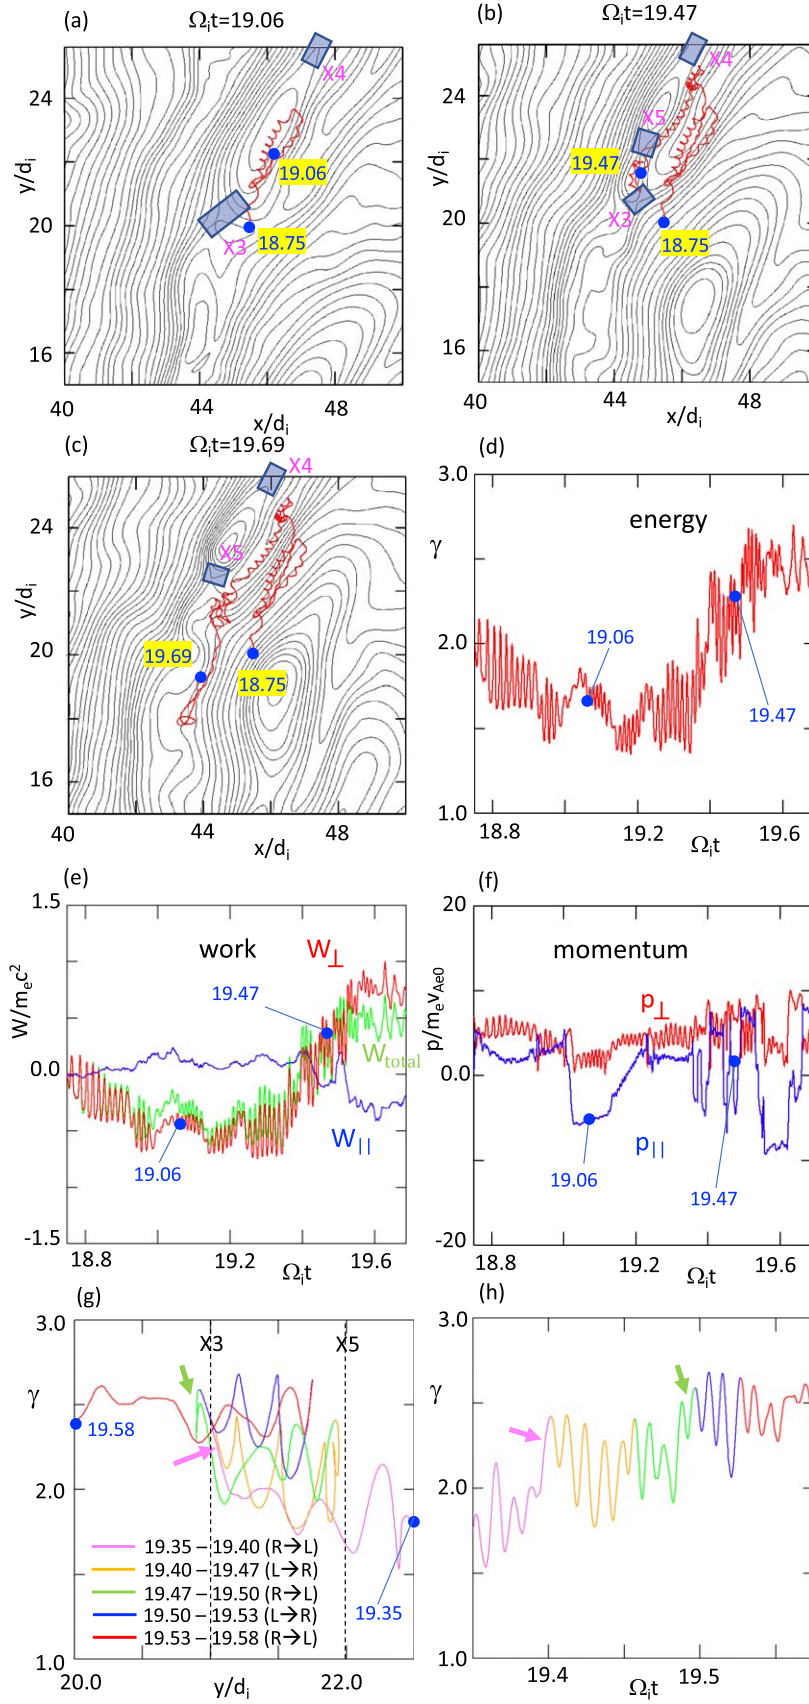 (a)
Ωᵢt=19.06
X4
24
y/dᵢ
19.06
20
X3
18.75
16
40
44
48
x/dᵢ
(b)
Ωᵢt=19.47
X4
24
X5
y/dᵢ
19.47
20
X3
18.75
16
40
44
48
x/dᵢ
(c)
Ωᵢt=19.69
X4
24
X5
y/dᵢ
20
19.69
18.75
16
40
44
48
x/dᵢ
(d)
3.0
γ
energy
2.0
19.06
19.47
1.0
18.8
19.2
19.6
Ωᵢt
(e)
1.5
W/mₑc²
work
W⊥
19.47
0.0
Wtotal
W||
19.06
-1.5
18.8
19.2
19.6
Ωᵢt
(f)
20
p/mₑvAe0
momentum
p⊥
0.0
p||
19.06
19.47
-20
18.8
19.2
19.6
Ωᵢt
(g)
3.0
X3
X5
γ
19.58
2.0
19.35 – 19.40 (R→L)
19.40 – 19.47 (L→R)
19.47 – 19.50 (R→L)
19.50 – 19.53 (L→R)
19.53 – 19.58 (R→L)
19.35
1.0
20.0
22.0
y/dᵢ
(h)
3.0
γ
2.0
1.0
19.4
19.5
Ωᵢt